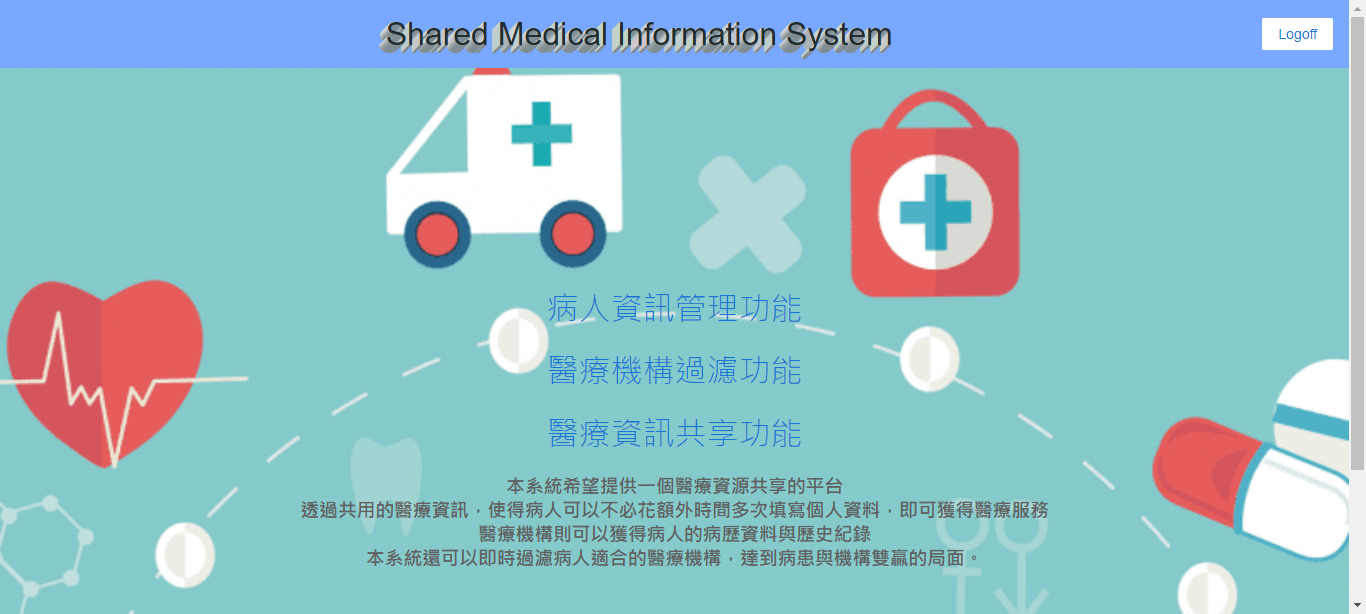 Shared Medical Information System
Logoff
病人資訊管理功能
醫療機構過濾功能
醫療資訊共享功能
本系統希望提供一個醫療資源共享的平台
透過共用的醫療資訊，使得病人可以不必花額外時間多次填寫個人資料，即可獲得醫療服務
醫療機構則可以獲得病人的病歷資料與歷史紀錄
本系統還可以即時過濾病人適合的醫療機構，達到病患與機構雙贏的局面。